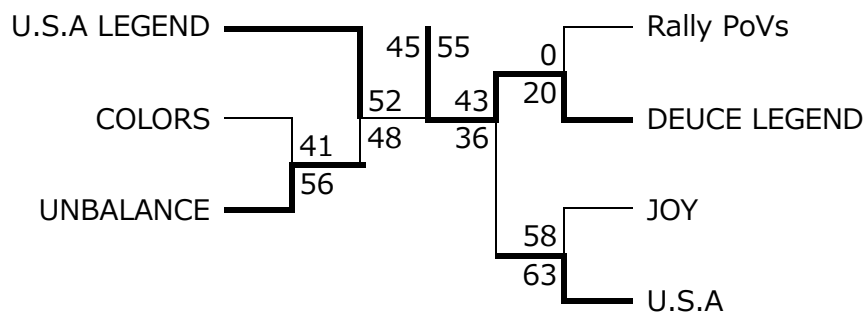 U.S.A LEGEND
COLORS
UNBALANCE
41
56
52
48
45 55
43
36
0
20
58
63
Rally PoVs
DEUCE LEGEND
JOY
U.S.A